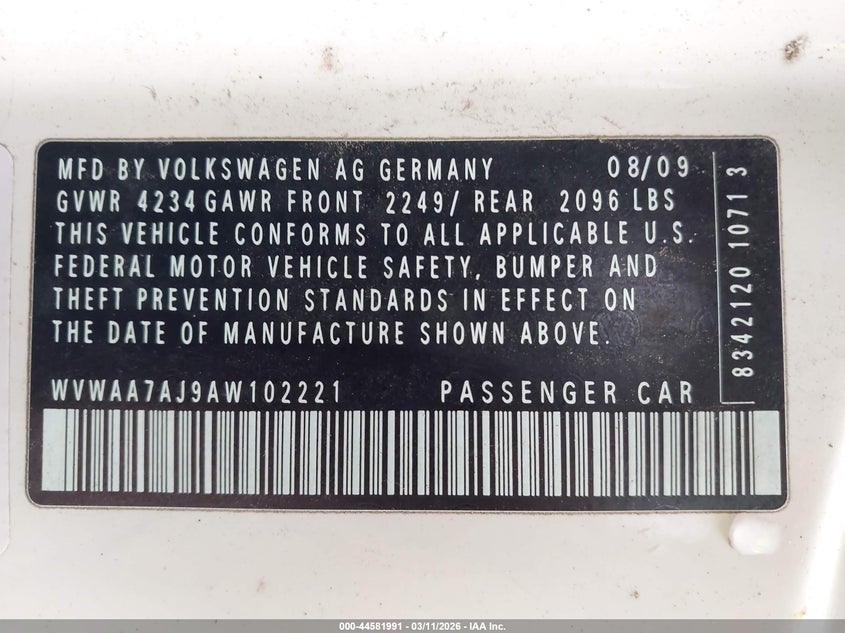 MFD BY VOLKSWAGEN AG GERMANY 08/09
GVWR 4234 GAWR FRONT 2249/ REAR 2096 LBS
THIS VEHICLE CONFORMS TO ALL APPLICABLE U.S.
FEDERAL MOTOR VEHICLE SAFETY, BUMPER AND
THEFT PREVENTION STANDARDS IN EFFECT ON
THE DATE OF MANUFACTURE SHOWN ABOVE.
WVWAA7AJ9AW102221 PASSENGER CAR
8342120 1071 3
000-44581991 | 03/11/2026 - IAA Inc.